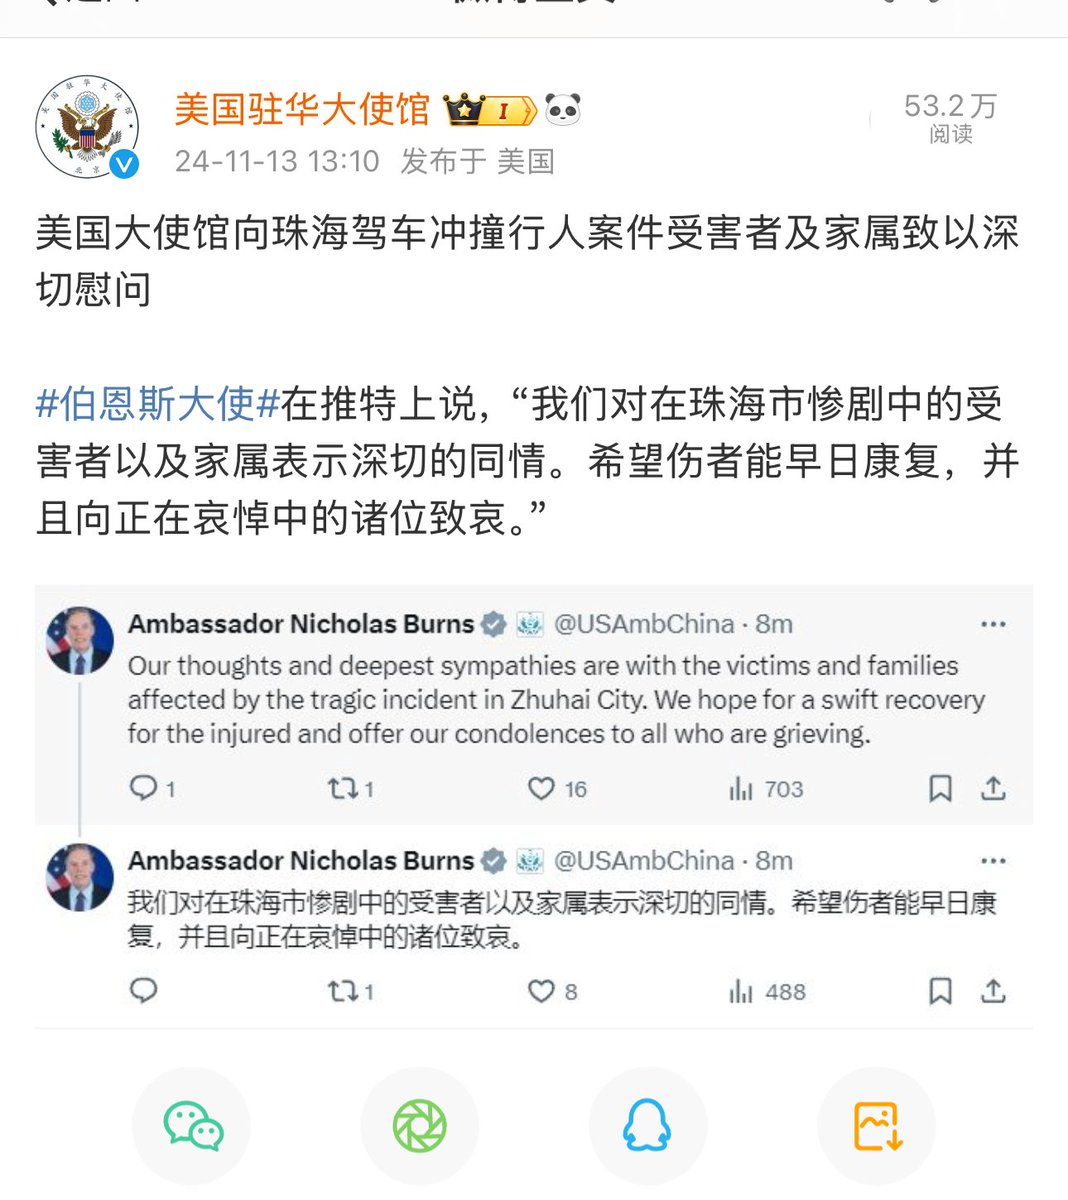 美国驻华大使馆
53.2万
阅读
24-11-13 13:10 发布于 美国
美国大使馆向珠海驾车冲撞行人案件受害者及家属致以深
切慰问
#伯恩斯大使#在推特上说，“我们对在珠海市惨剧中的受
害者以及家属表示深切的同情。希望伤者能早日康复，并
且向正在哀悼中的诸位致哀。”
Ambassador Nicholas Burns @USAmbChina · 8m
Our thoughts and deepest sympathies are with the victims and families
affected by the tragic incident in Zhuhai City. We hope for a swift recovery
for the injured and offer our condolences to all who are grieving.
1 1 16 703
Ambassador Nicholas Burns @USAmbChina · 8m
我们对在珠海市惨剧中的受害者以及家属表示深切的同情。希望伤者能早日康
复，并且向正在哀悼中的诸位致哀。
1 8 488